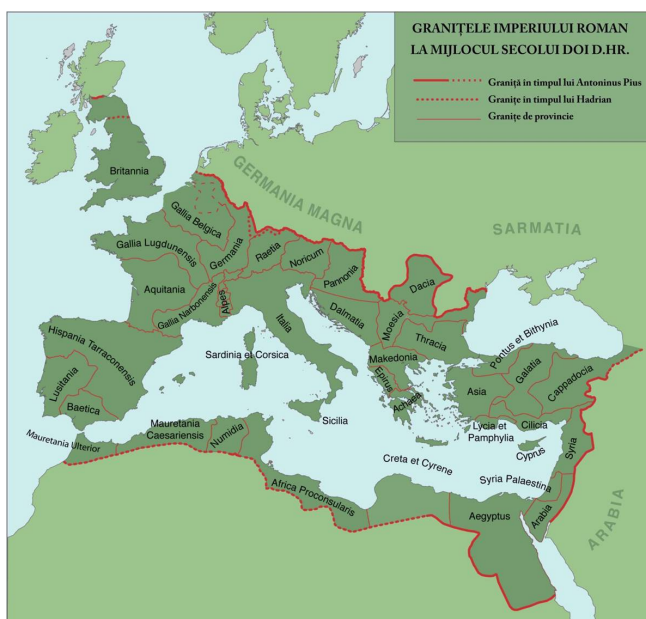 GRANIȚELE IMPERIULUI ROMAN
LA MIJLOCUL SECOLUI DOI D.HR.
Graniță în timpul lui Antoninus Pius
Granițe în timpul lui Hadrian
Granițe de provincie
Britannia
GERMANIA MAGNA
SARMATIA
Gallia Belgica
Gallia Lugdunensis
Germania
Raetia
Noricum
Pannonia
Dacia
Aquitania
Gallia Narbonensis
Alpes
Dalmatia
Moesia
Thracia
Italia
Pontus et Bithynia
Hispania Tarraconensis
Sardinia et Corsica
Makedonia
Epirus
Achaea
Galatia
Cappadocia
Asia
Lusitania
Baetica
Sicilia
Lycia et
Pamphylia
Cilicia
Cyprus
Syria
Mauretania Ulterior
Mauretania
Caesariensis
Numidia
Creta et Cyrene
Syria Palaestina
Africa Proconsularis
Aegyptus
Arabia
ARABIA